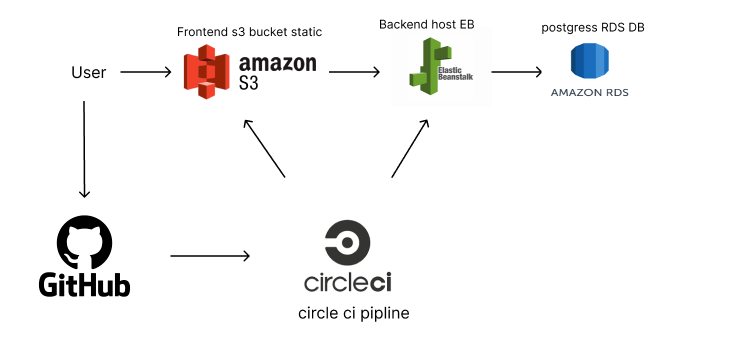 Frontend s3 bucket static
Backend host EB
postgress RDS DB
User
amazon
S3
Elastic
Beanstalk
AMAZON RDS
GitHub
circleci
circle ci pipline